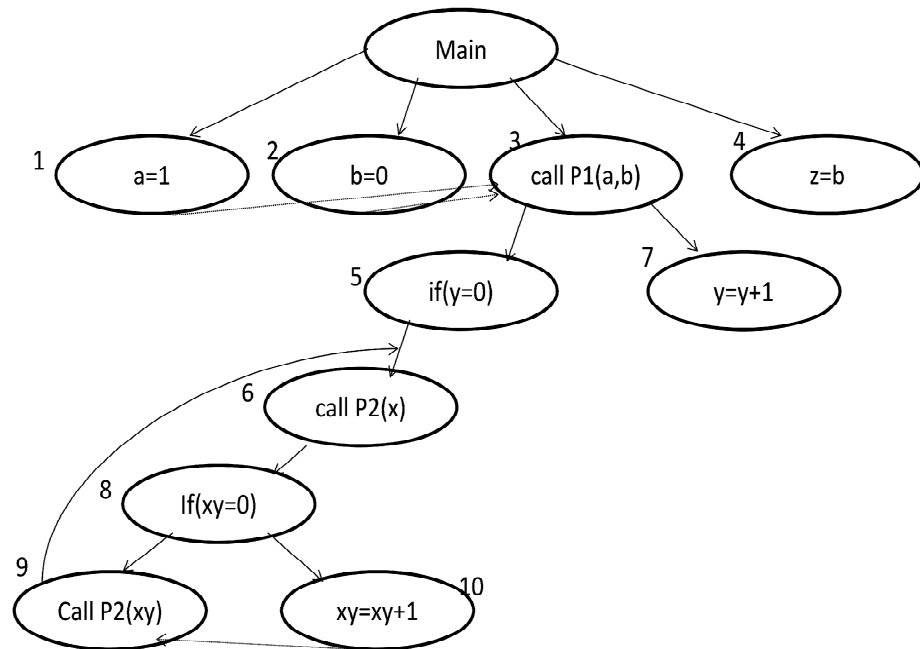 Main
1
a=1
2
b=0
3
call P1(a,b)
4
z=b
5
if(y=0)
7
y=y+1
6
call P2(x)
8
If(xy=0)
9
Call P2(xy)
10
xy=xy+1